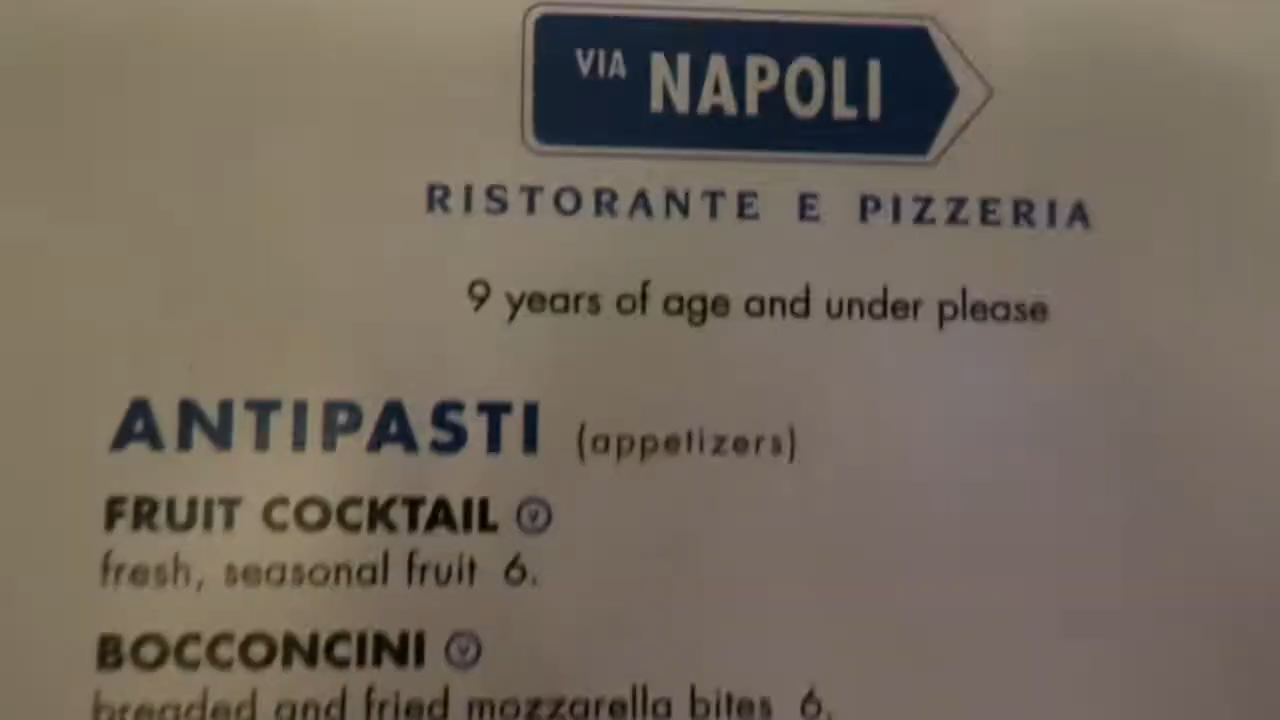 VIA NAPOLI
RISTORANTE E PIZZERIA
9 years of age and under please
ANTIPASTI (appetizers)
FRUIT COCKTAIL Ⓥ
fresh, seasonal fruit 6.
BOCCONCINI Ⓥ
breaded and fried mozzarella bites 6.